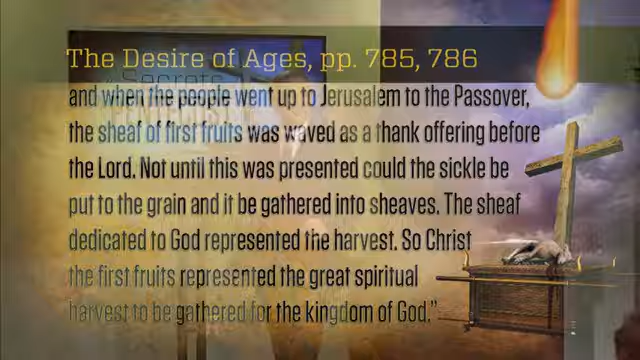 The Desire of Ages, pp. 785, 786
Secrets
and when the people went up to Jerusalem to the Passover,
the sheaf of first fruits was waved as a thank offering before
the Lord. Not until this was presented could the sickle be
put to the grain and it be gathered into sheaves. The sheaf
dedicated to God represented the harvest. So Christ
the first fruits represented the great spiritual
harvest to be gathered for the kingdom of God.”